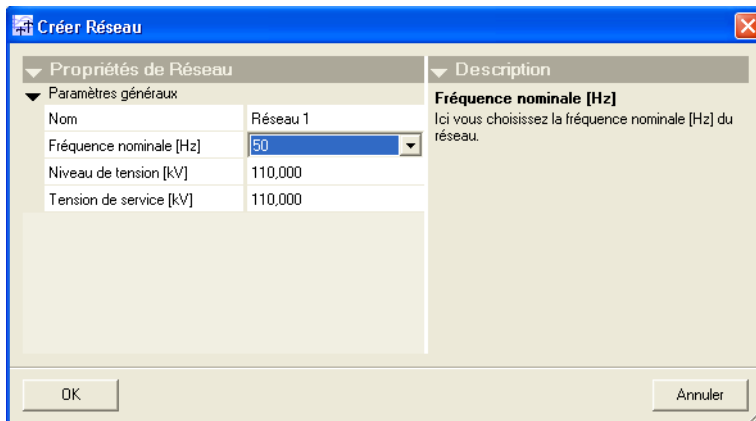 Créer Réseau
Propriétés de Réseau
Paramètres généraux
Nom Réseau 1
Fréquence nominale [Hz] 50
Niveau de tension [kV] 110,000
Tension de service [kV] 110,000
Description
Fréquence nominale [Hz]
Ici vous choisissez la fréquence nominale [Hz] du
réseau.
OK
Annuler